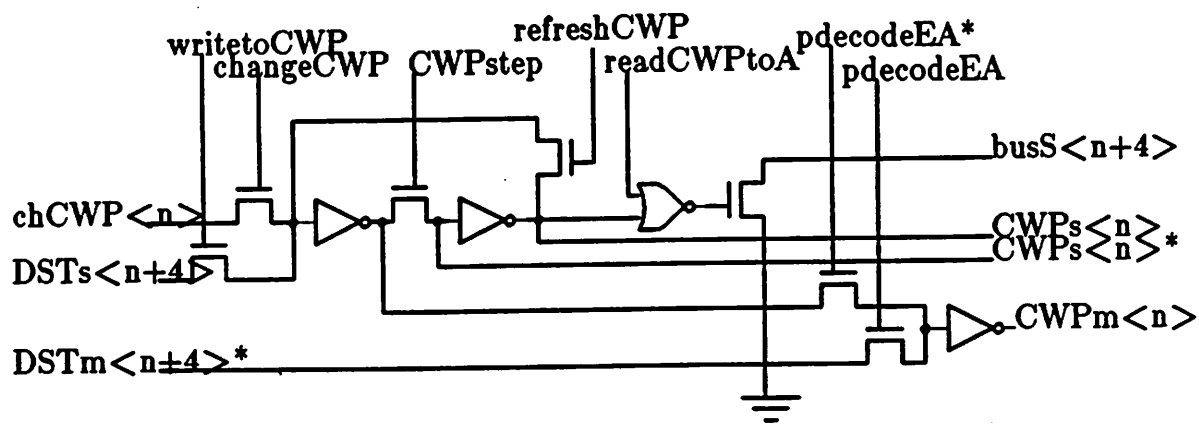 refreshCWP
writetoCWP
pdecodeEA*
changeCWP
CWPstep
readCWPtoA
pdecodeEA
busS<n+4>
chCWP<n>
CWPs<n>
CWPs<n>*
DSTs<n+4>
CWPm<n>
DSTm<n+4>*